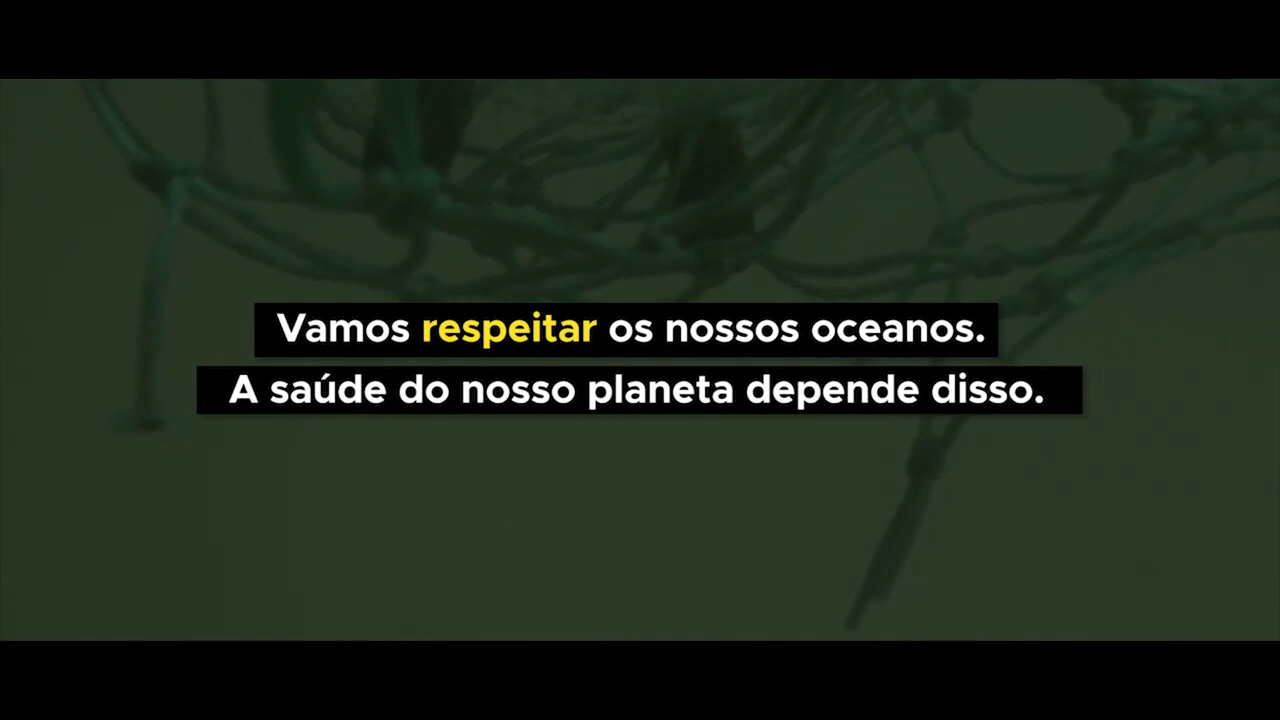 Vamos respeitar os nossos oceanos.
A saúde do nosso planeta depende disso.